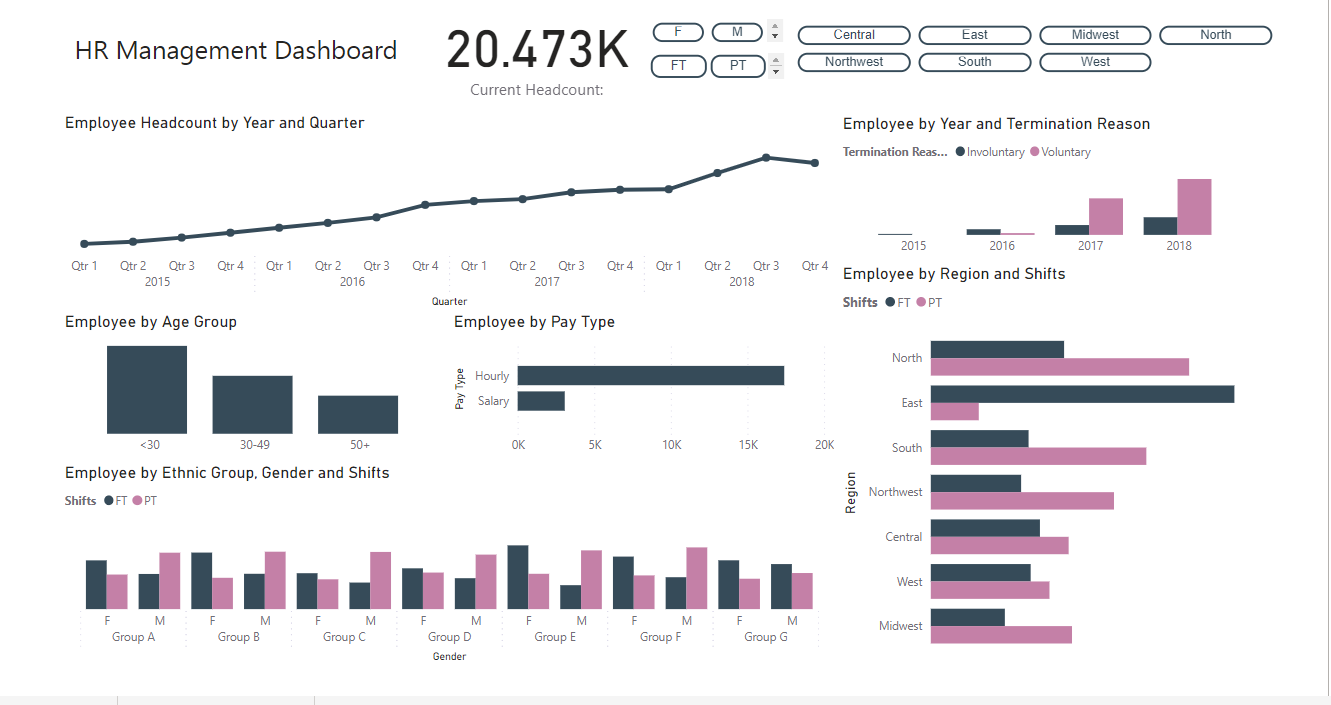 HR Management Dashboard
20.473K
Current Headcount:
F M
FT PT
Central East Midwest North
Northwest South West
Employee Headcount by Year and Quarter
Qtr 1 Qtr 2 Qtr 3 Qtr 4 Qtr 1 Qtr 2 Qtr 3 Qtr 4 Qtr 1 Qtr 2 Qtr 3 Qtr 4 Qtr 1 Qtr 2 Qtr 3 Qtr 4
2015 2016 2017 2018
Quarter
Employee by Year and Termination Reason
Termination Reas... Involuntary Voluntary
2015 2016 2017 2018
Employee by Age Group
<30 30-49 50+
Employee by Pay Type
Pay Type
Hourly
Salary
0K 5K 10K 15K 20K
Employee by Region and Shifts
Shifts FT PT
Region
North
East
South
Northwest
Central
West
Midwest
Employee by Ethnic Group, Gender and Shifts
Shifts FT PT
F M F M F M F M F M F M F M
Group A Group B Group C Group D Group E Group F Group G
Gender